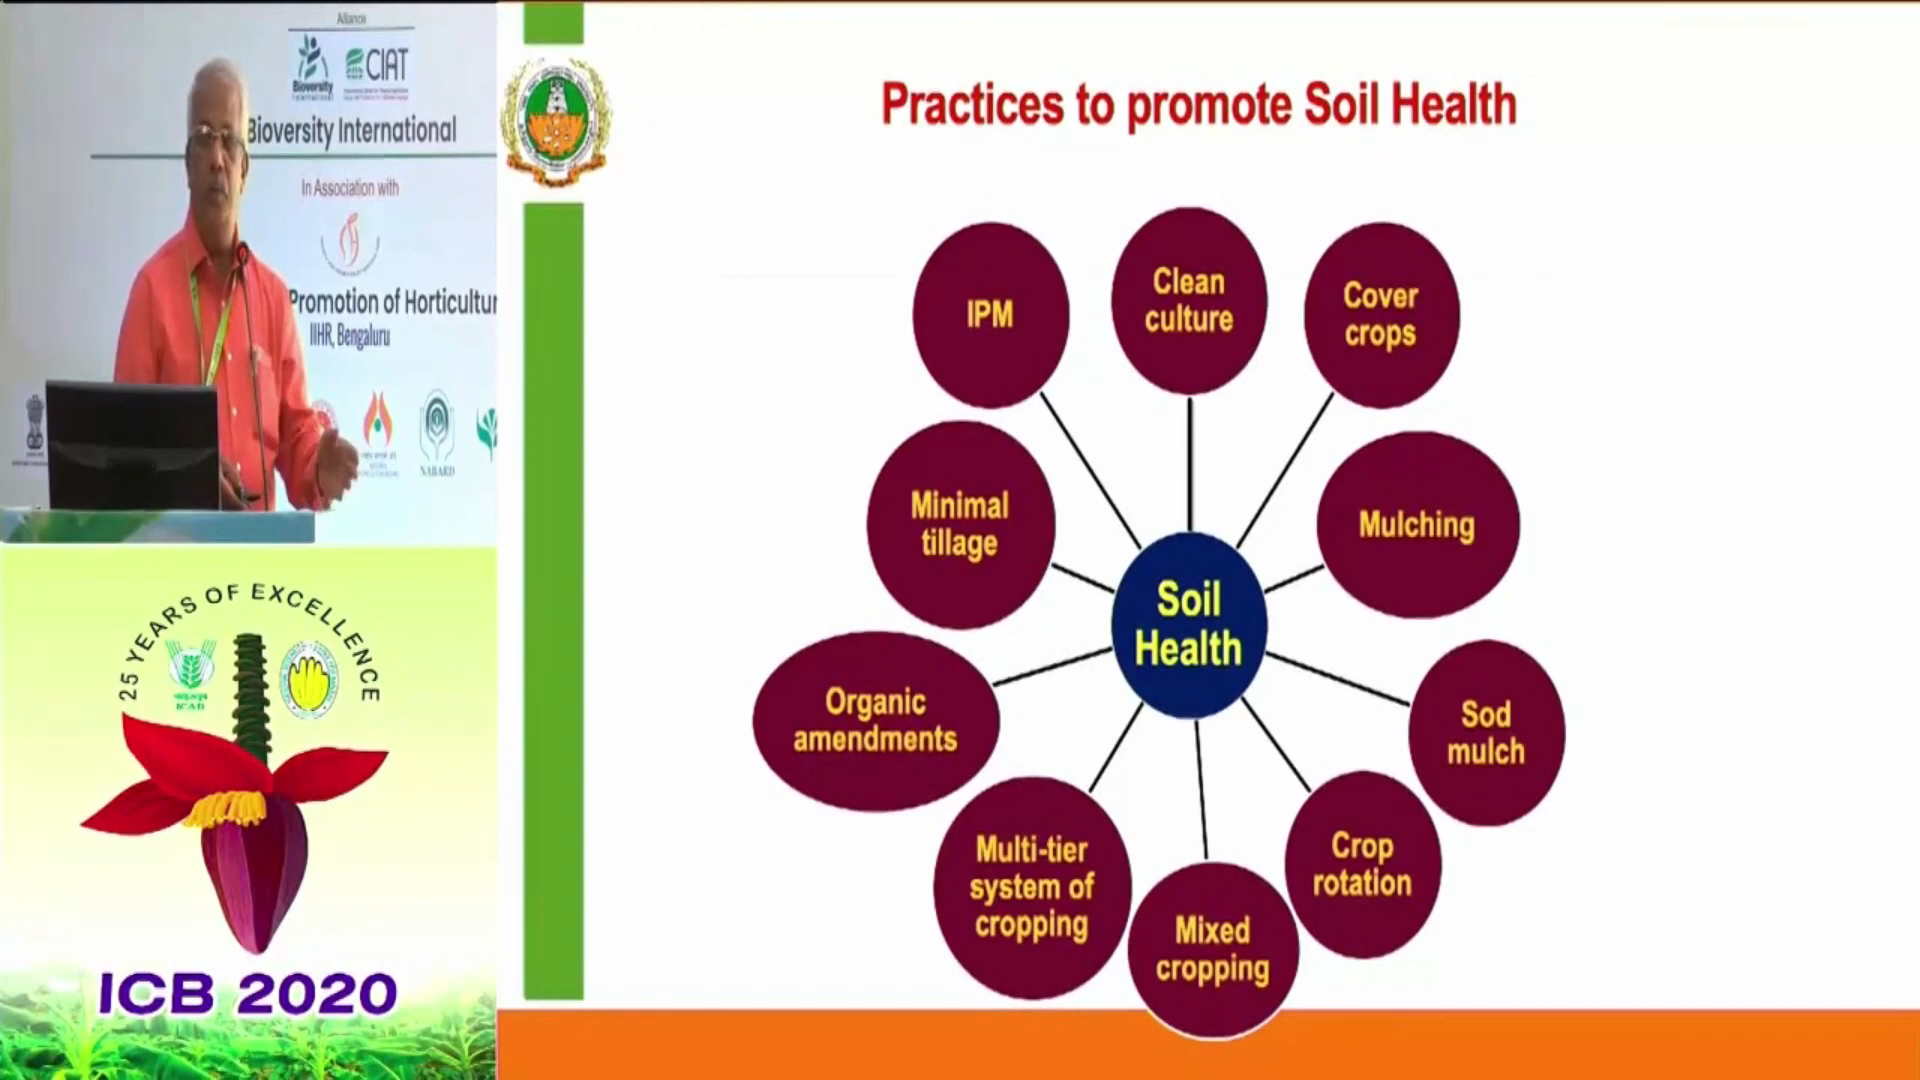 Alliance
Bioversity
CIAT
Bioversity International
In Association with
Promotion of Horticultur
IIHR, Bengaluru
NABARD
25 YEARS OF EXCELLENCE
ICAR
ICB 2020
Practices to promote Soil Health
IPM
Clean
culture
Cover
crops
Minimal
tillage
Mulching
Soil
Health
Organic
amendments
Sod
mulch
Multi-tier
system of
cropping
Crop
rotation
Mixed
cropping